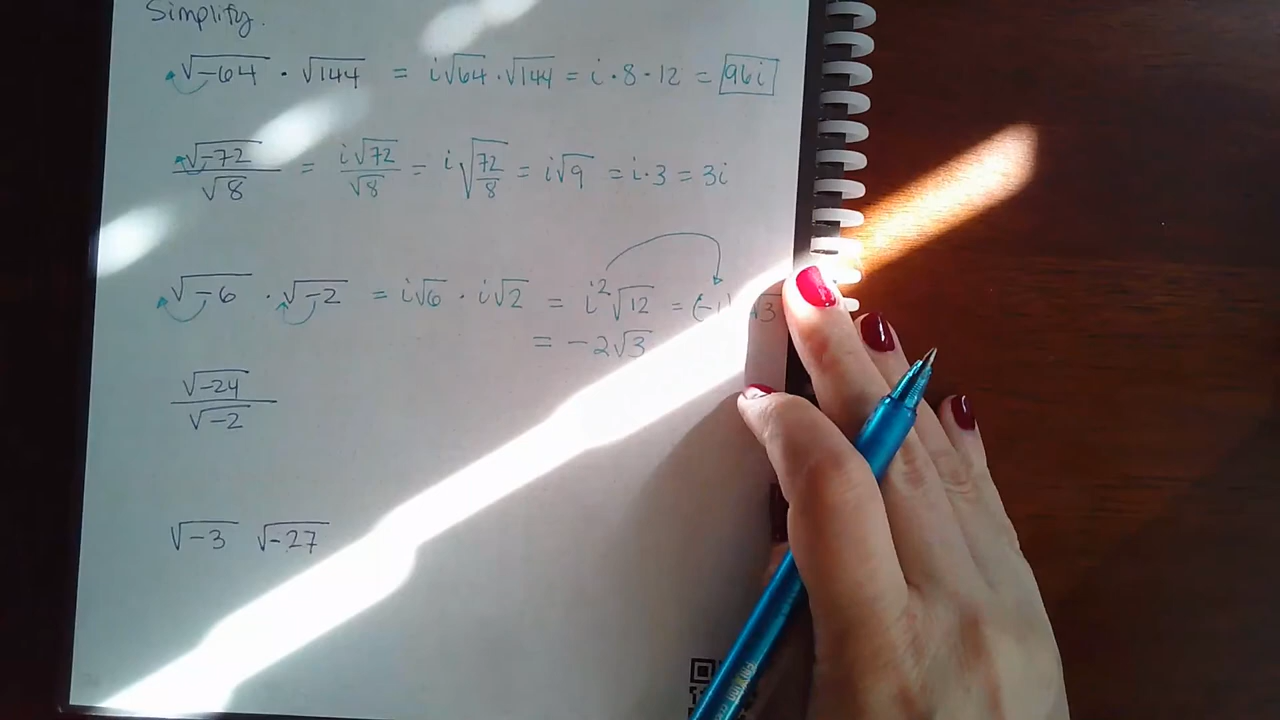 Simplify.
√-64 · √144 = i√64 · √144 = i · 8 · 12 = 96i
√-72/√8 = i√72/√8 = i√72/8 = i√9 = i · 3 = 3i
√-6 · √-2 = i√6 · i√2 = i²√12 = (-1) √3
= -2√3
√-24/√-2
√-3 √-27